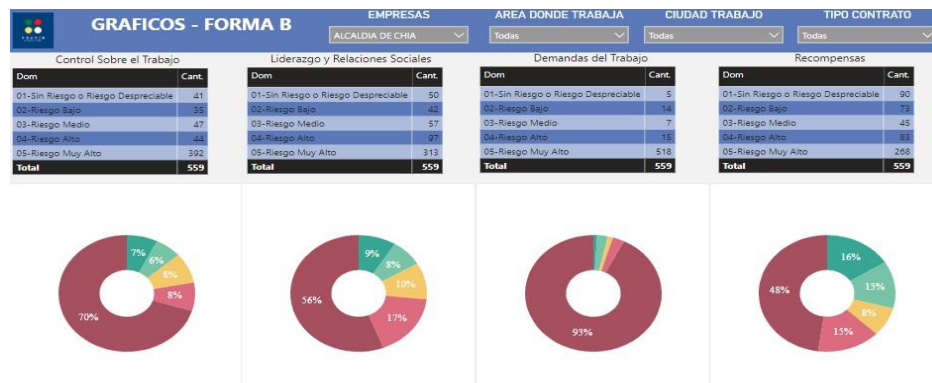 GRAFICOS - FORMA B
EMPRESAS
ALCALDIA DE CHIA
AREA DONDE TRABAJA
Todas
CIUDAD TRABAJO
Todas
TIPO CONTRATO
Todas
Control Sobre el Trabajo
Dom Cant.
01-Sin Riesgo o Riesgo Despreciable 41
02-Riesgo Bajo 35
03-Riesgo Medio 47
04-Riesgo Alto 44
05-Riesgo Muy Alto 392
Total 559
Liderazgo y Relaciones Sociales
Dom Cant.
01-Sin Riesgo o Riesgo Despreciable 50
02-Riesgo Bajo 42
03-Riesgo Medio 57
04-Riesgo Alto 97
05-Riesgo Muy Alto 313
Total 559
Demandas del Trabajo
Dom Cant.
01-Sin Riesgo o Riesgo Despreciable 5
02-Riesgo Bajo 14
03-Riesgo Medio 7
04-Riesgo Alto 15
05-Riesgo Muy Alto 518
Total 559
Recompensas
Dom Cant.
01-Sin Riesgo o Riesgo Despreciable 90
02-Riesgo Bajo 73
03-Riesgo Medio 45
04-Riesgo Alto 83
05-Riesgo Muy Alto 268
Total 559
7%
6%
8%
8%
70%
9%
8%
10%
17%
56%
93%
16%
13%
8%
15%
48%